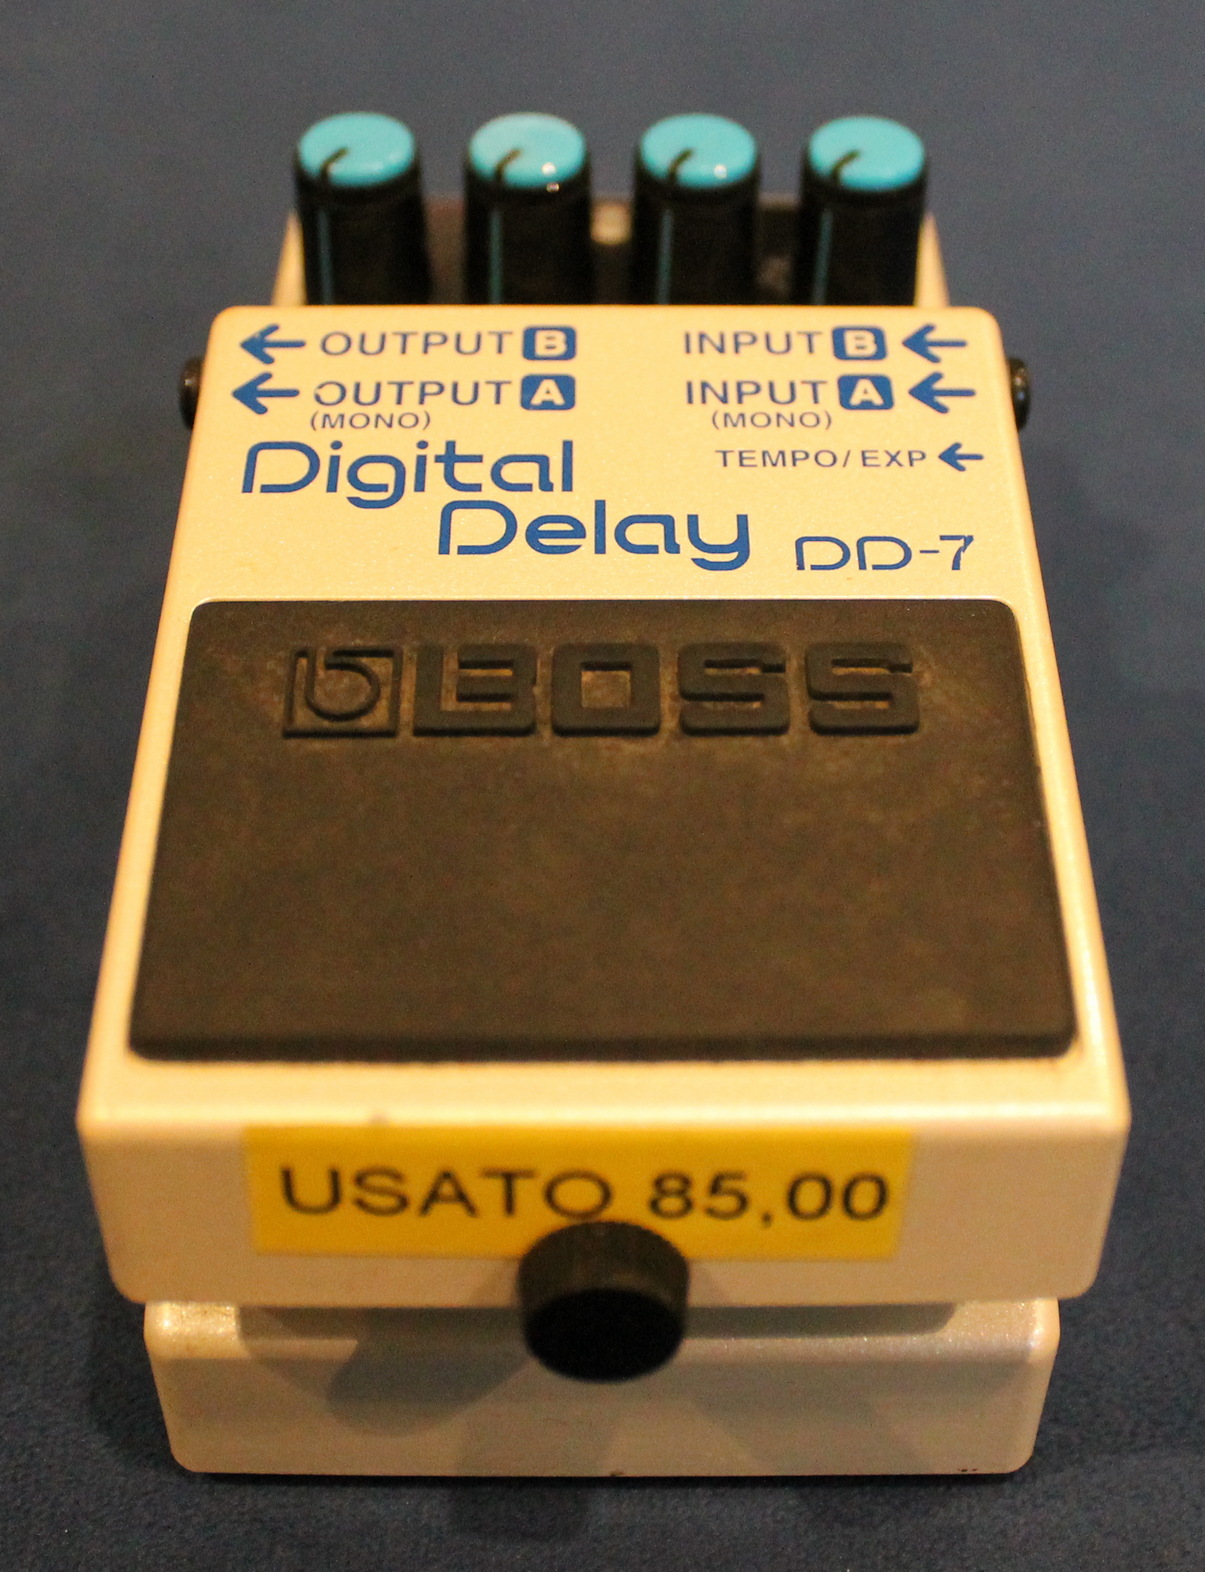 ← OUTPUT B
INPUT B ←
← OUTPUT A
(MONO)
INPUT A ←
(MONO)
TEMPO/EXP ←
Digital
Delay
DD-7
BOSS
USATO 85,00